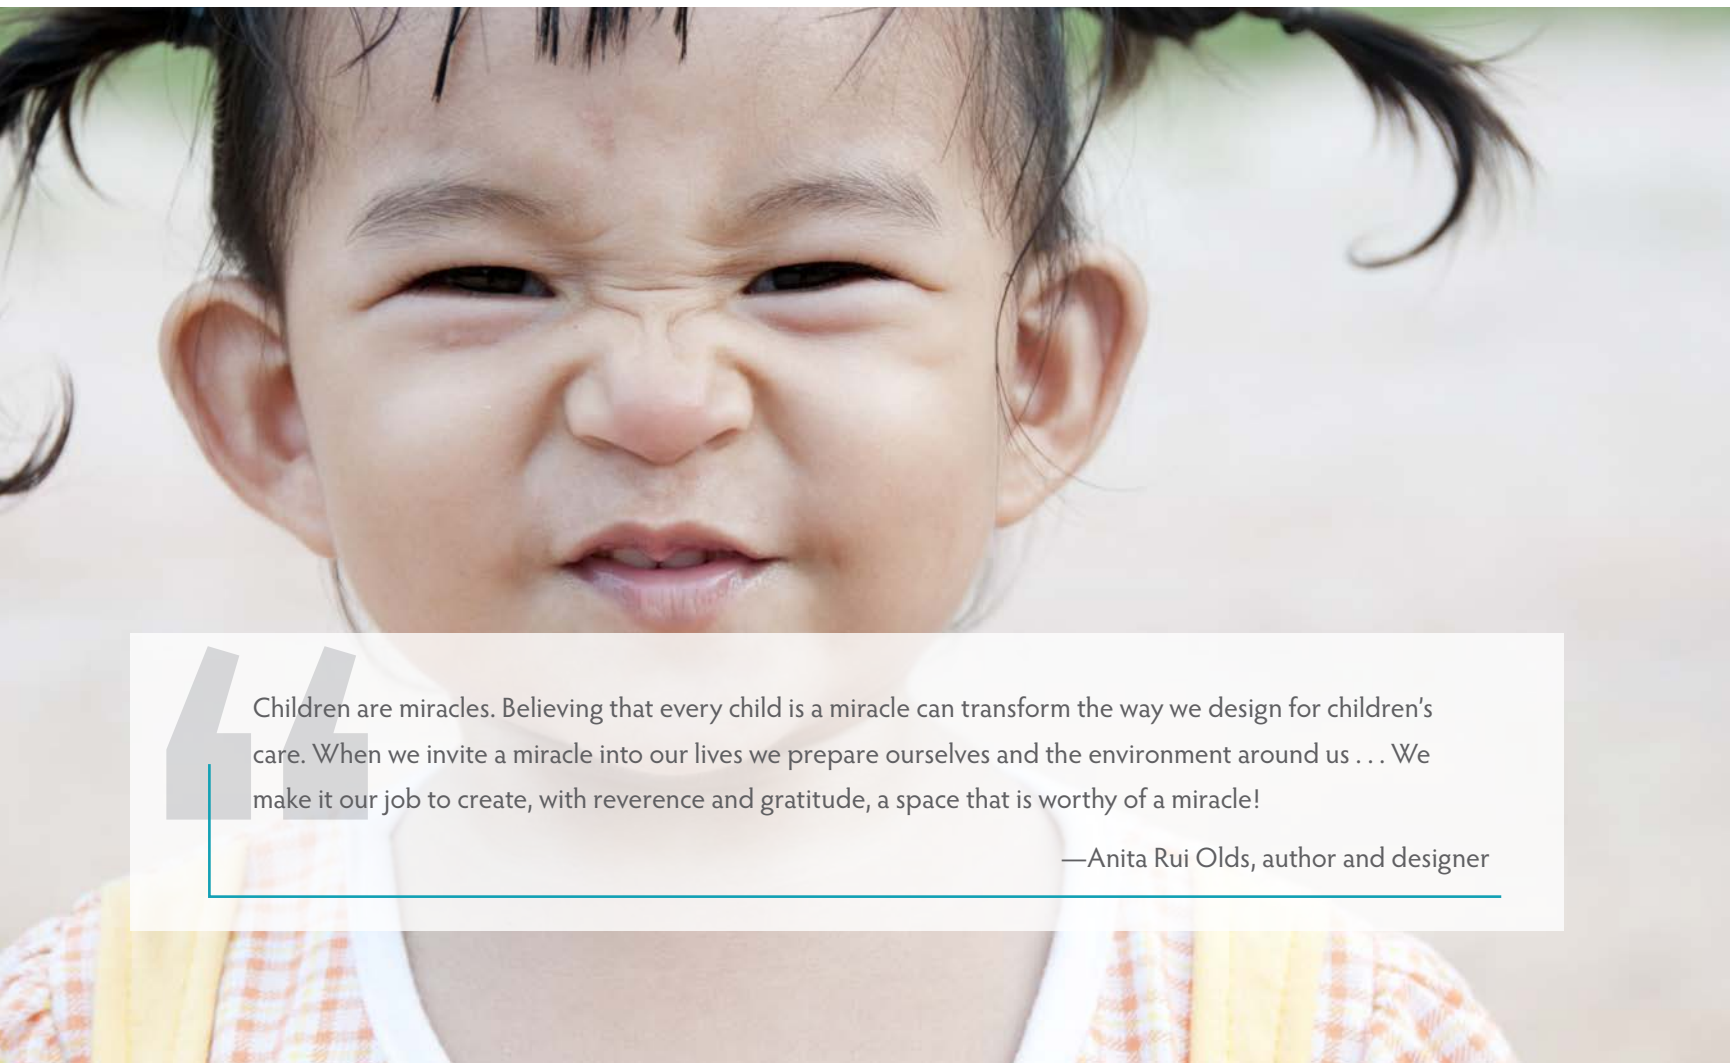 “
Children are miracles. Believing that every child is a miracle can transform the way we design for children’s
care. When we invite a miracle into our lives we prepare ourselves and the environment around us . . . We
make it our job to create, with reverence and gratitude, a space that is worthy of a miracle!
—Anita Rui Olds, author and designer